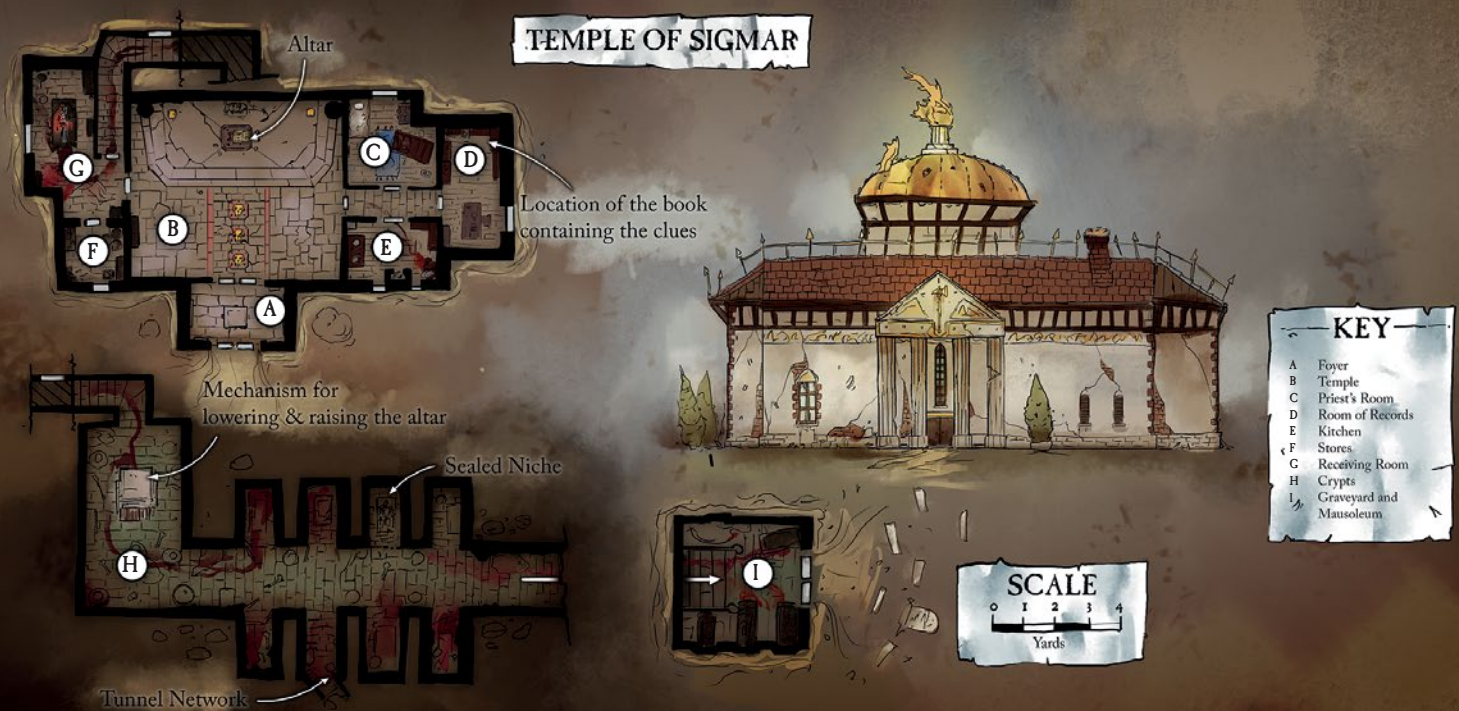 TEMPLE OF SIGMAR
Altar
G
C
D
B
F
E
A
Location of the book
containing the clues
Mechanism for
lowering & raising the altar
Sealed Niche
H
Tunnel Network
I
SCALE
0 1 2 3 4
Yards
KEY
A Foyer
B Temple
C Priest's Room
D Room of Records
E Kitchen
F Stores
G Receiving Room
H Crypts
I Graveyard and
Mausoleum